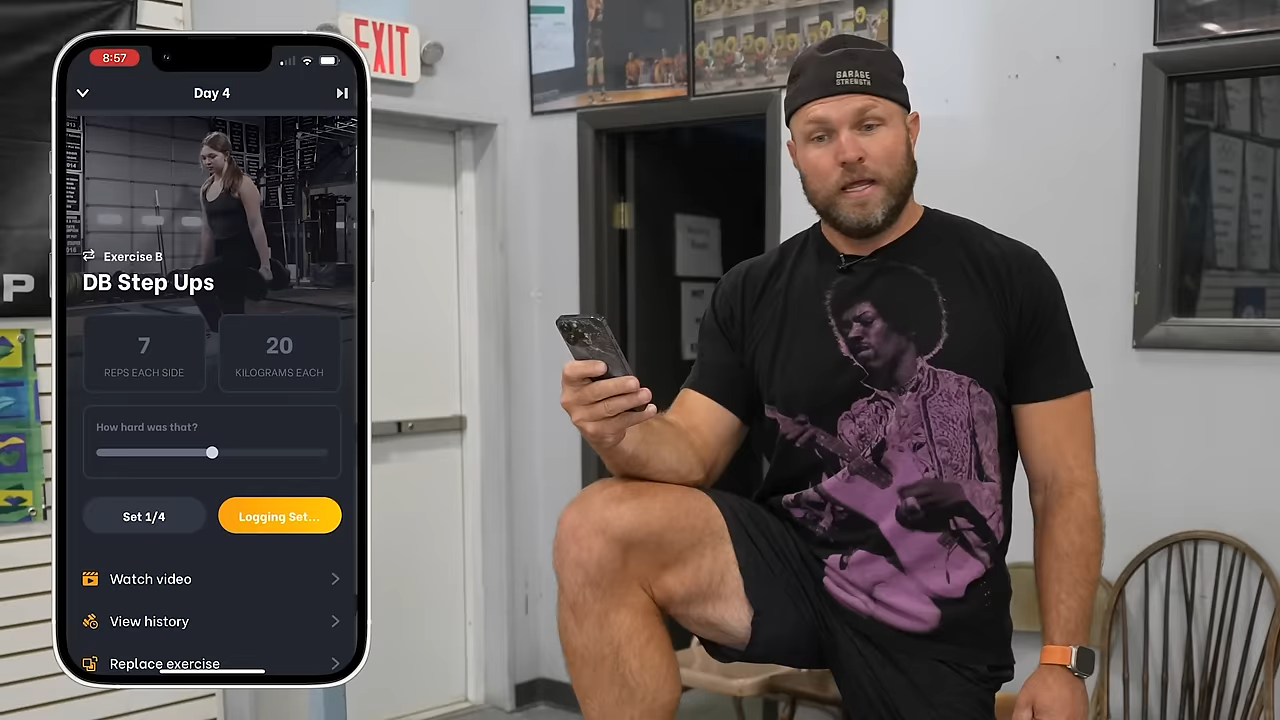 8:57
Day 4
Exercise B
DB Step Ups
7
REPS EACH SIDE
20
KILOGRAMS EACH
How hard was that?
Set 1/4
Logging Set...
Watch video
View history
Replace exercise
EXIT
GARAGE
STRENGTH
P